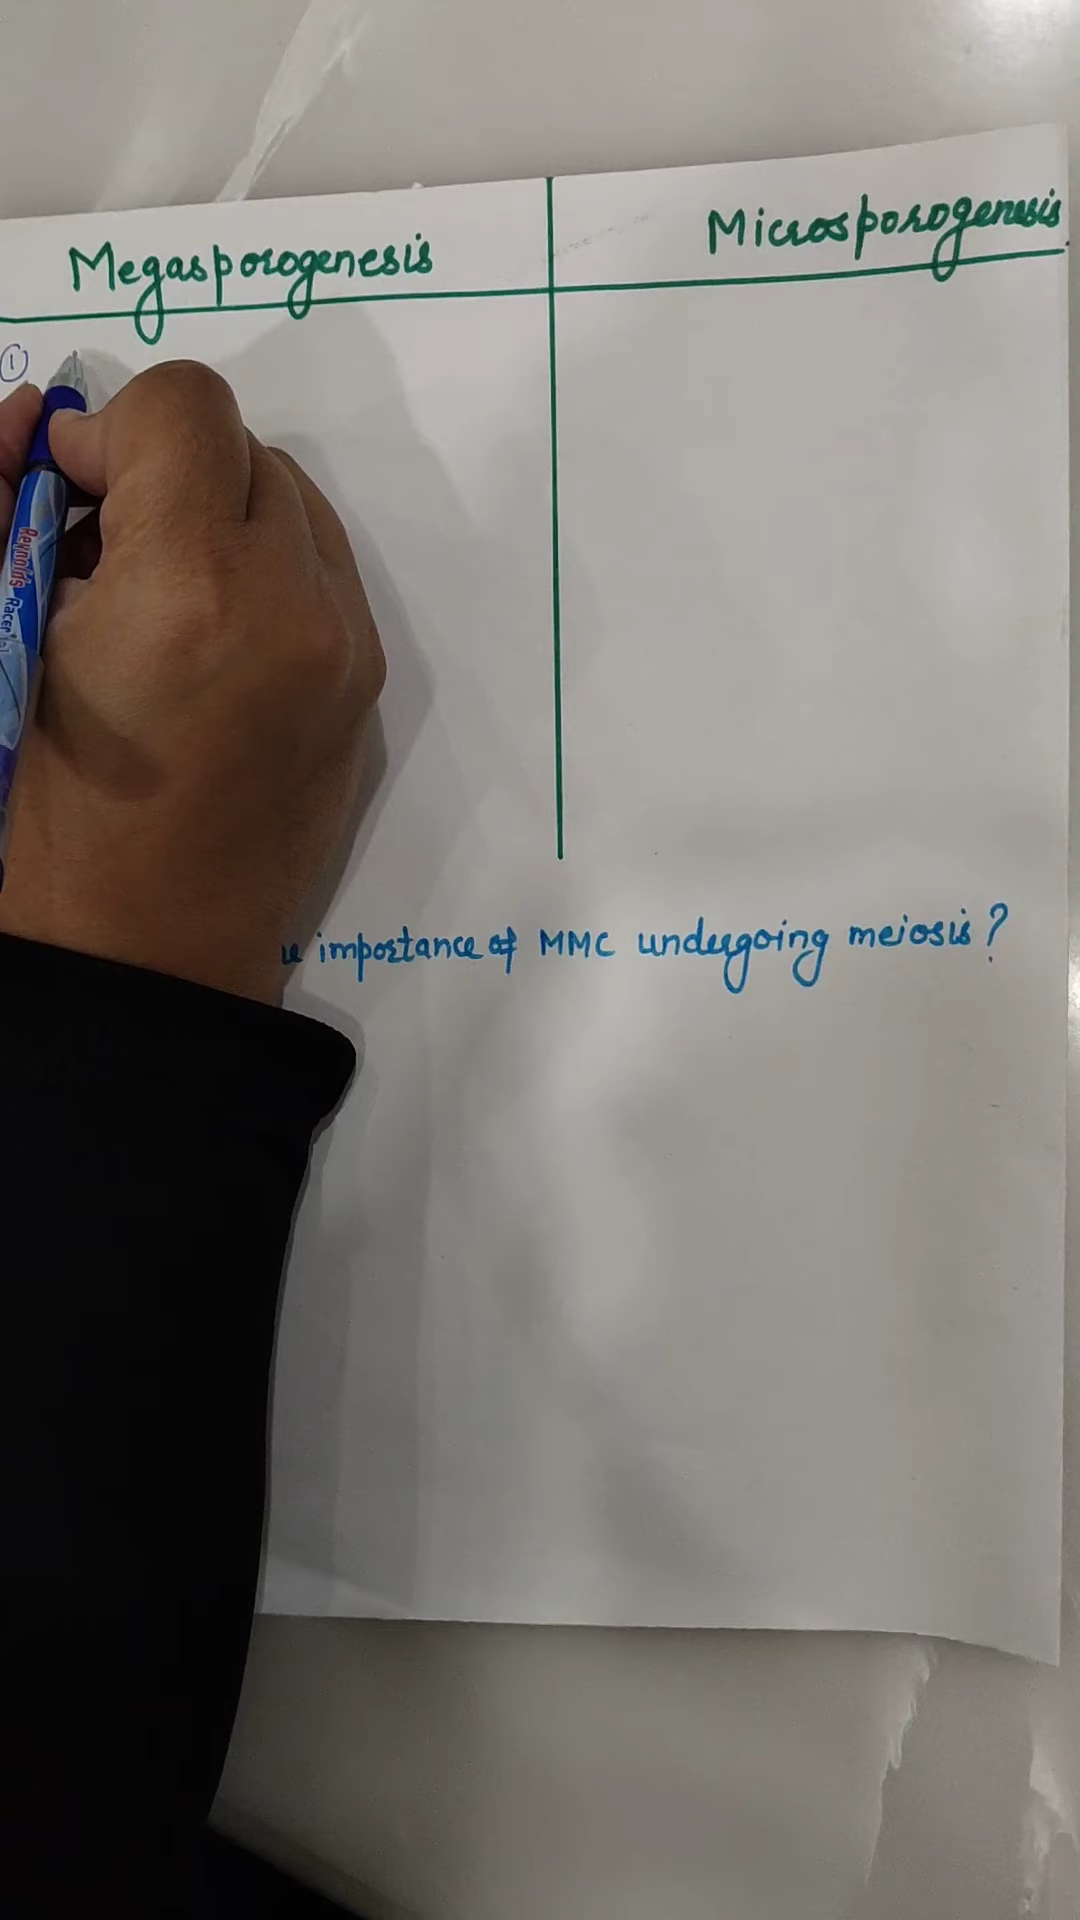 Megasporogenesis
Microsporogenesis
①
Reynolds Racer
importance of MMC undergoing meiosis?